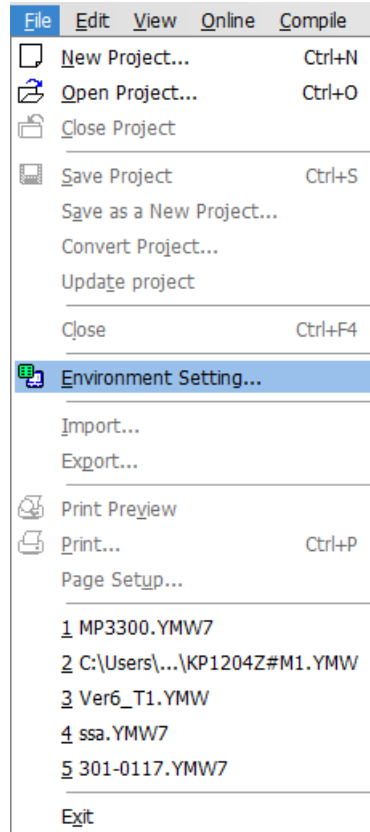 File Edit View Online Compile
New Project... Ctrl+N
Open Project... Ctrl+O
Close Project
Save Project Ctrl+S
Save as a New Project...
Convert Project...
Update project
Close Ctrl+F4
Environment Setting...
Import...
Export...
Print Preview
Print... Ctrl+P
Page Setup...
1 MP3300.YMW7
2 C:\Users\...\KP1204Z#M1.YMW
3 Ver6_T1.YMW
4 ssa.YMW7
5 301-0117.YMW7
Exit